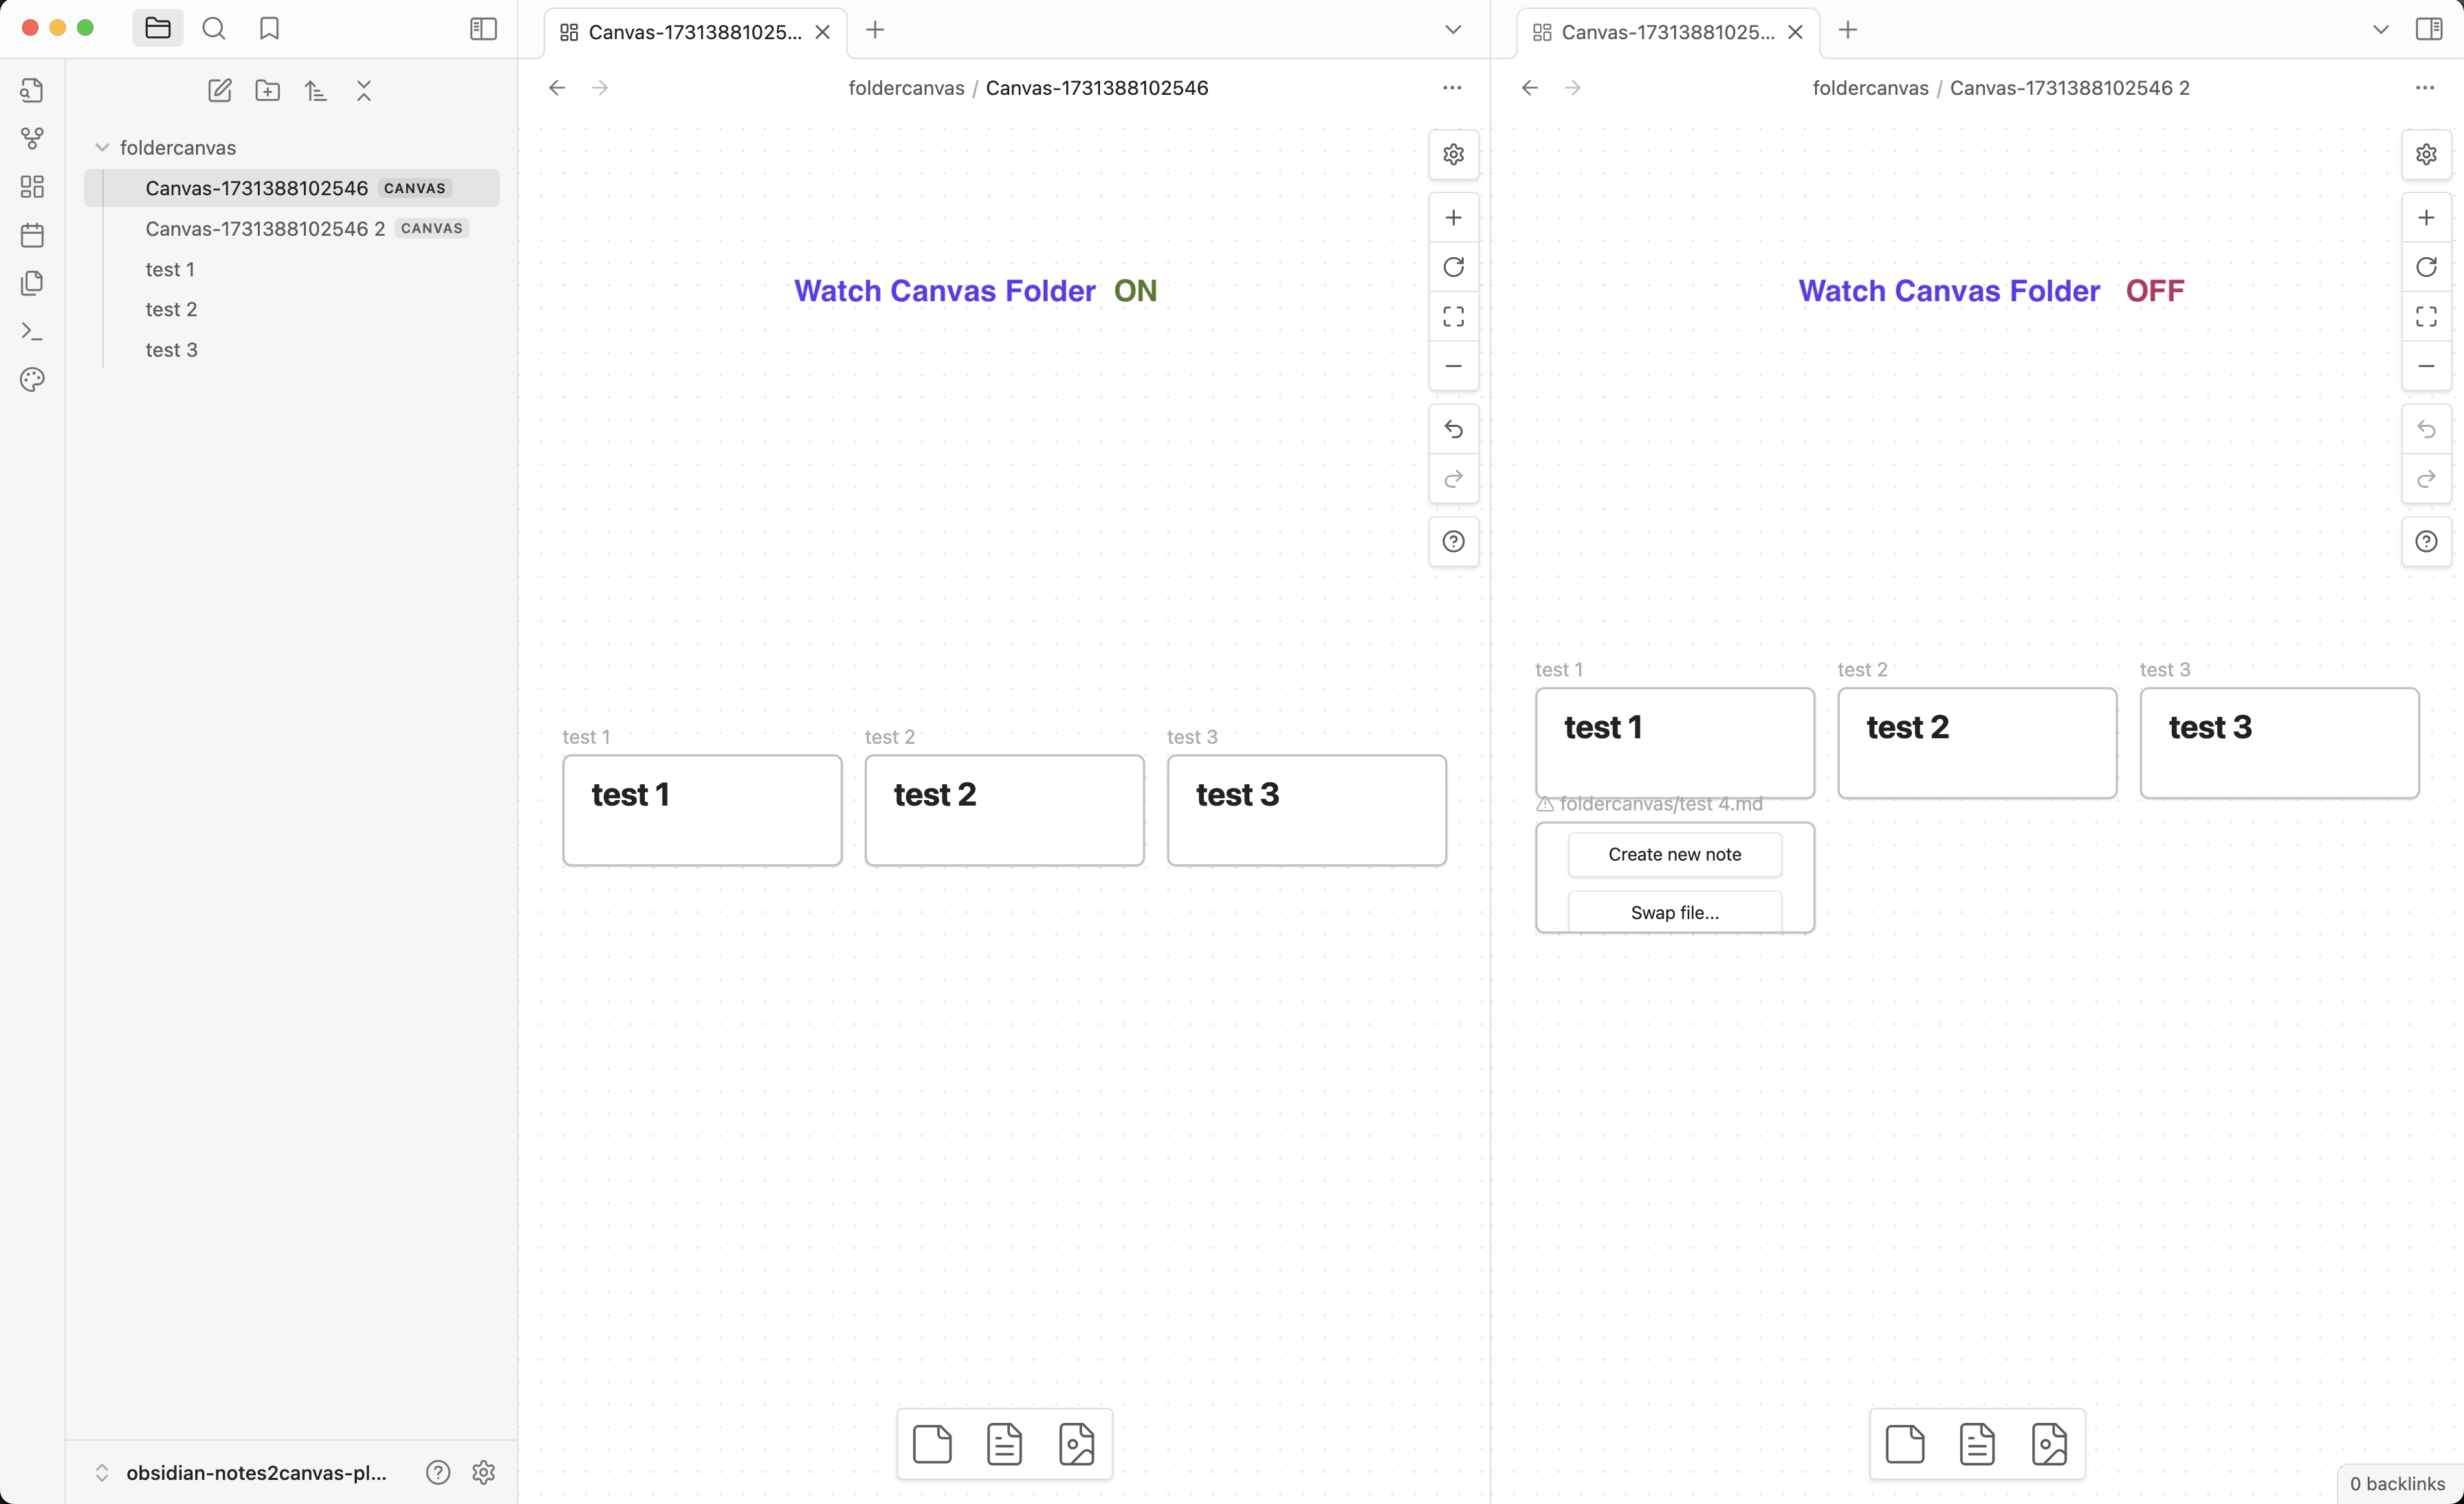 Canvas-17313881025...
Canvas-17313881025...
foldercanvas / Canvas-1731388102546
foldercanvas / Canvas-1731388102546 2
foldercanvas
Canvas-1731388102546 CANVAS
Canvas-1731388102546 2 CANVAS
test 1
test 2
test 3
Watch Canvas Folder ON
test 1
test 2
test 3
test 1
test 2
test 3
Watch Canvas Folder OFF
test 1
test 2
test 3
test 1
test 2
test 3
foldercanvas/test 4.md
Create new note
Swap file...
obsidian-notes2canvas-pl...
0 backlinks